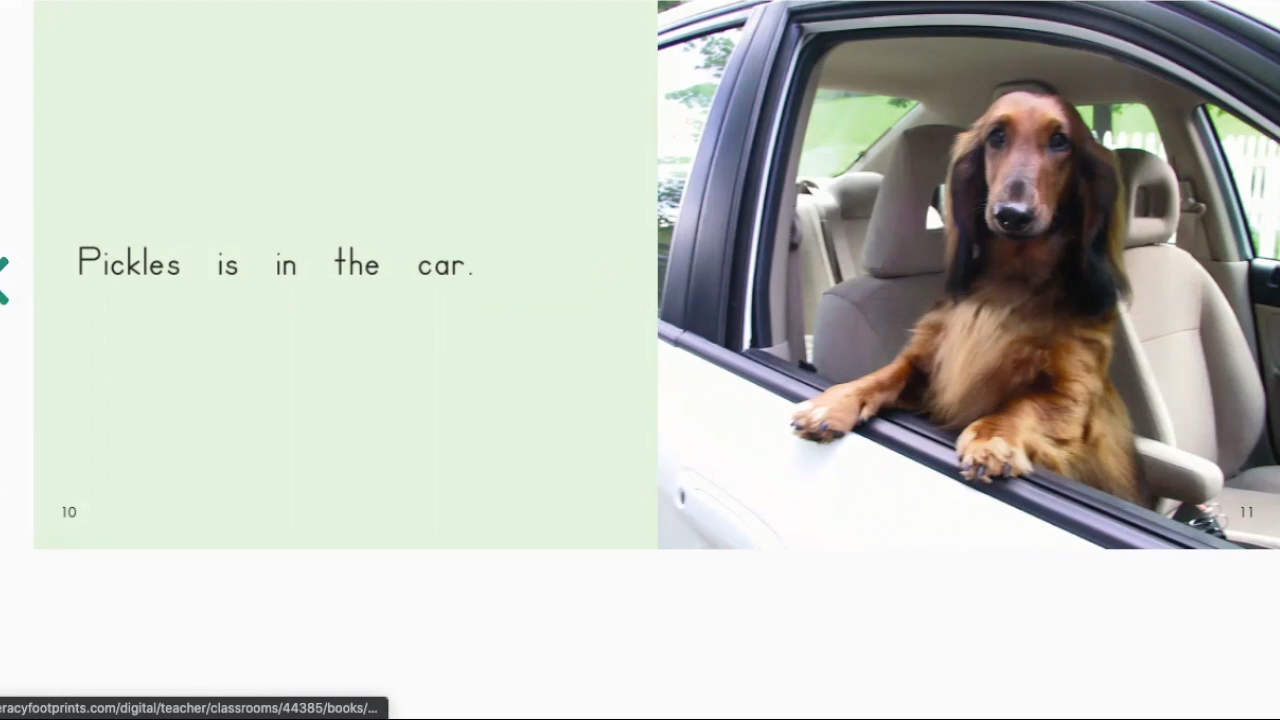 Pickles is in the car.
10
11
eracyfootprints.com/digital/teacher/classrooms/44385/books/...